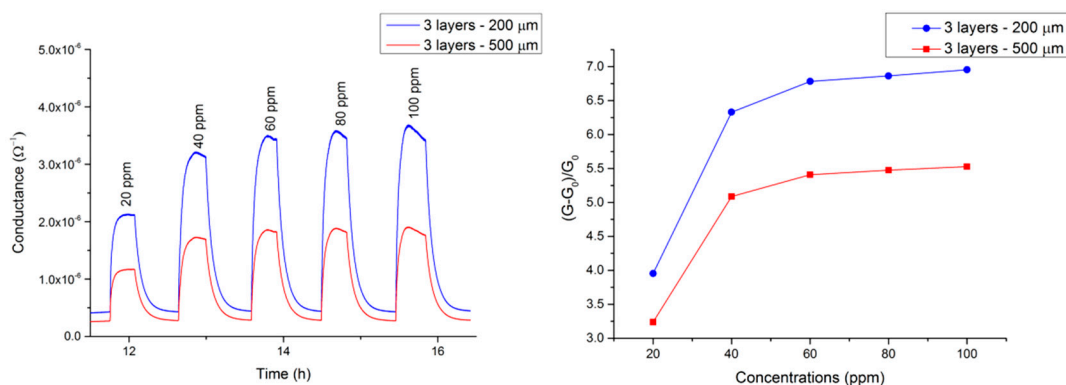 3 layers - 200 μm
3 layers - 500 μm
5.0x10⁻⁶
4.0x10⁻⁶
3.0x10⁻⁶
2.0x10⁻⁶
1.0x10⁻⁶
0.0
Conductance (Ω⁻¹)
20 ppm
40 ppm
60 ppm
80 ppm
100 ppm
12
14
16
Time (h)
3 layers - 200 μm
3 layers - 500 μm
7.0
6.5
6.0
5.5
5.0
4.5
4.0
3.5
3.0
(G-G₀)/G₀
20
40
60
80
100
Concentrations (ppm)